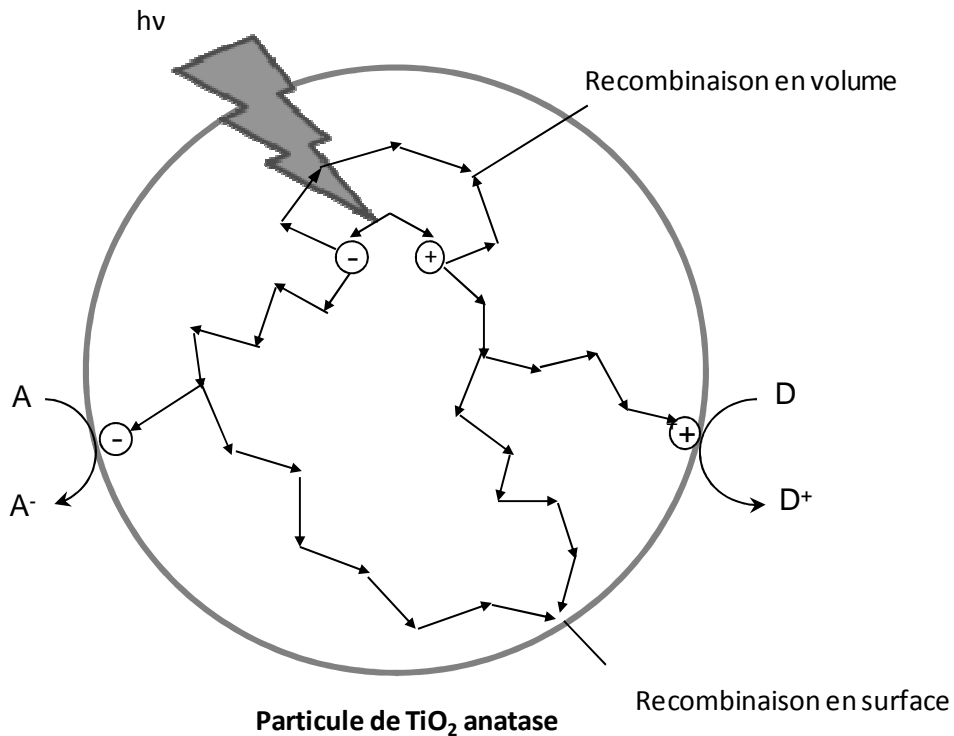 hν
Recombinaison en volume
-
+
A
D
-
+
A⁻
D⁺
Recombinaison en surface
Particule de TiO₂ anatase